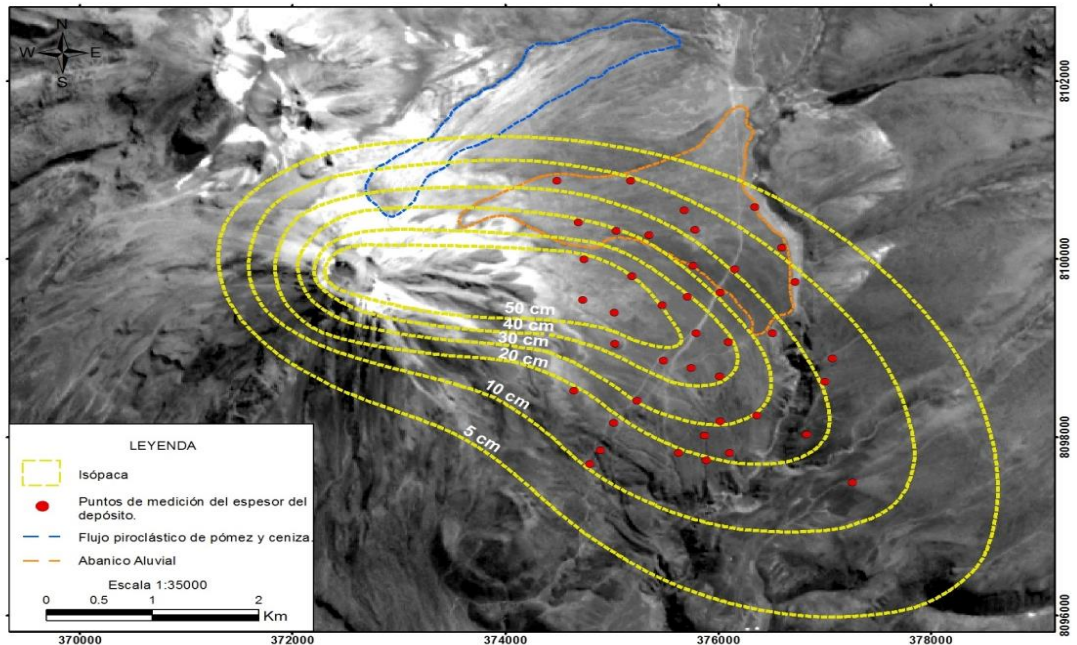 N
W E
S
8102000
8100000
8098000
8096000
50 cm
40 cm
30 cm
20 cm
10 cm
5 cm
LEYENDA
Isópaca
Puntos de medición del espesor del
depósito.
Flujo piroclástico de pómez y ceniza.
Abanico Aluvial
Escala 1:35000
0 0.5 1 2
Km
370000 372000 374000 376000 378000